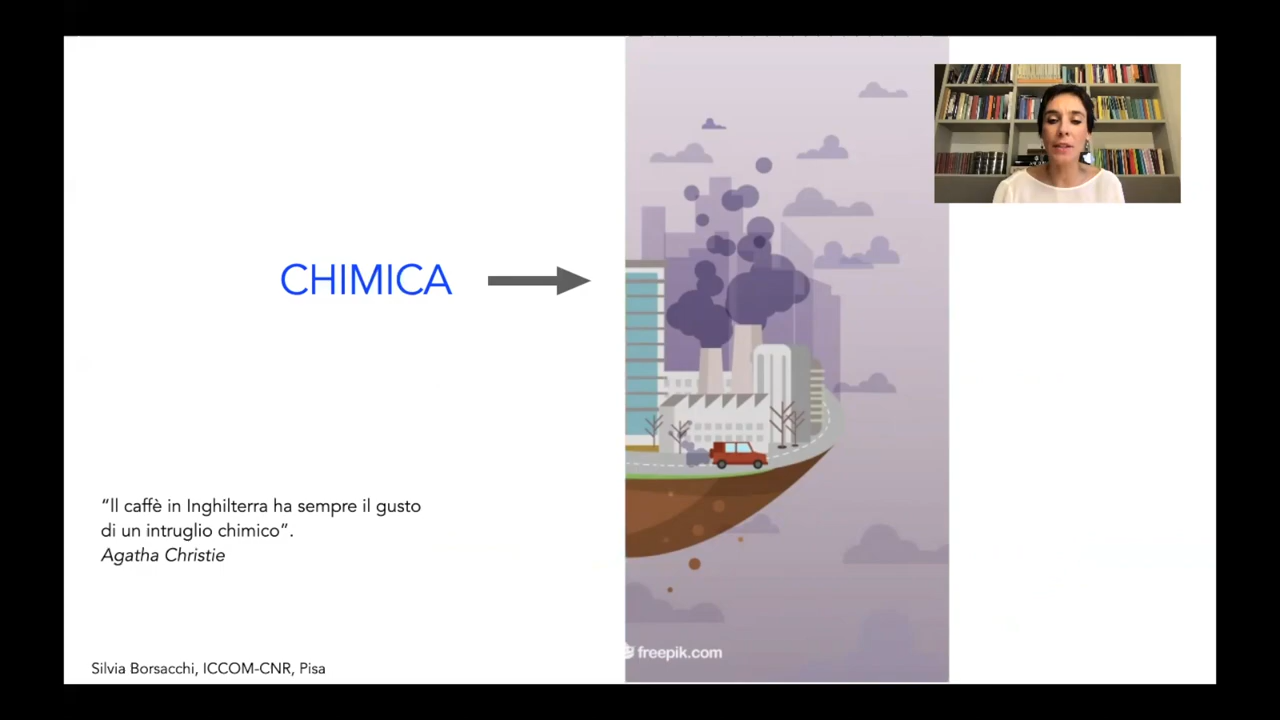 CHIMICA
“Il caffè in Inghilterra ha sempre il gusto
di un intruglio chimico”.
Agatha Christie
Silvia Borsacchi, ICCOM-CNR, Pisa
freepik.com